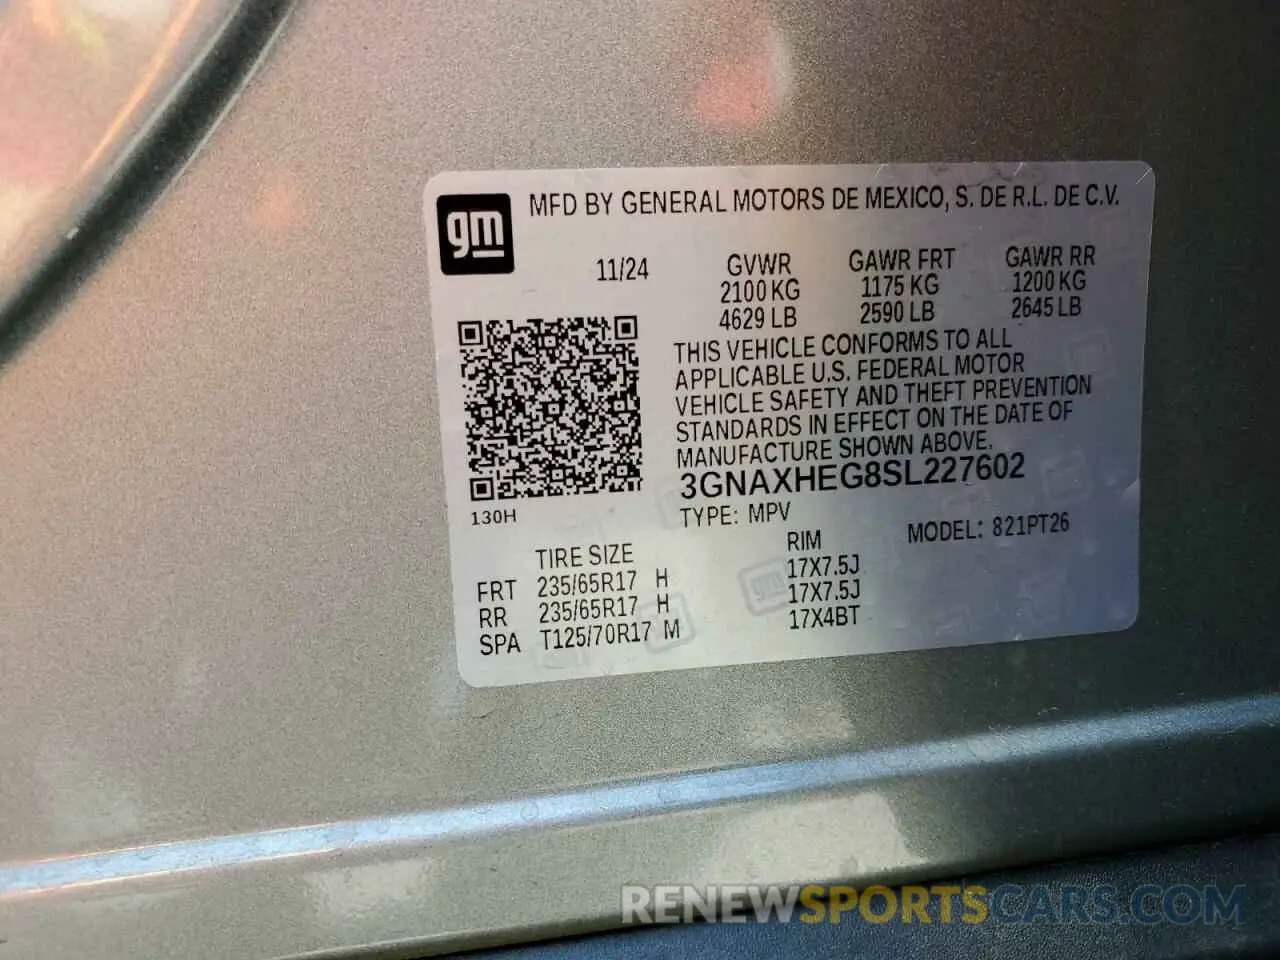 gm MFD BY GENERAL MOTORS DE MEXICO, S. DE R.L. DE C.V.
11/24 GVWR GAWR FRT GAWR RR
2100 KG 1175 KG 1200 KG
4629 LB 2590 LB 2645 LB
THIS VEHICLE CONFORMS TO ALL
APPLICABLE U.S. FEDERAL MOTOR
VEHICLE SAFETY AND THEFT PREVENTION
STANDARDS IN EFFECT ON THE DATE OF
MANUFACTURE SHOWN ABOVE.
3GNAXHEG8SL227602
130H
TYPE: MPV MODEL: 821PT26
TIRE SIZE RIM
FRT 235/65R17 H 17X7.5J
RR 235/65R17 H 17X7.5J
SPA T125/70R17 M 17X4BT
RENEWSPORTSCARS.COM